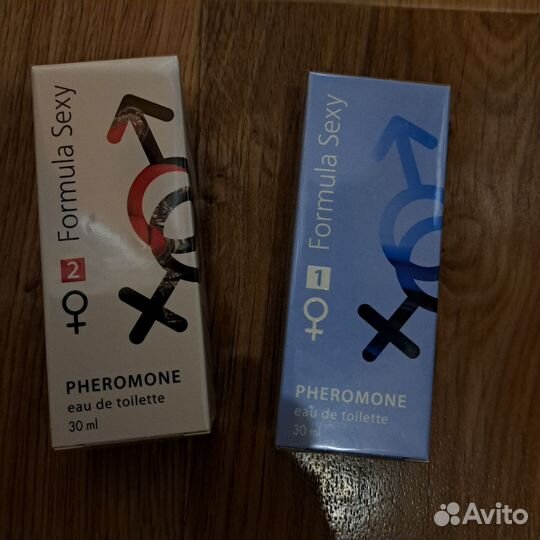 2 Formula Sexy
PHEROMONE
eau de toilette
30 ml
1 Formula Sexy
PHEROMONE
eau de toilette
30 ml
Avito